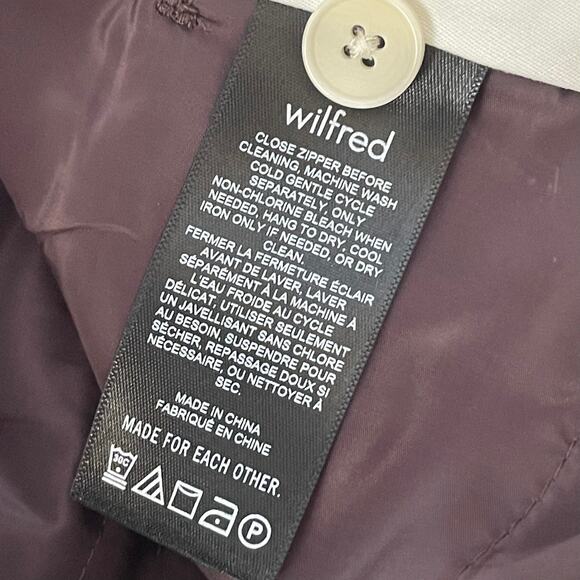 wilfred
CLOSE ZIPPER BEFORE
CLEANING, MACHINE WASH
COLD GENTLE CYCLE
SEPARATELY, ONLY
NON-CHLORINE BLEACH WHEN
NEEDED, HANG TO DRY, COOL
IRON ONLY IF NEEDED, OR DRY
CLEAN.
FERMER LA FERMETURE ÉCLAIR
AVANT DE LAVER, LAVER
SÉPARÉMENT À LA MACHINE À
L'EAU FROIDE AU CYCLE
DÉLICAT, UTILISER SEULEMENT
UN JAVELLISANT SANS CHLORE
AU BESOIN, SUSPENDRE POUR
SÉCHER, REPASSAGE DOUX SI
NÉCESSAIRE, OU NETTOYER À
SEC.
MADE IN CHINA
FABRIQUÉ EN CHINE
MADE FOR EACH OTHER.
30C
P